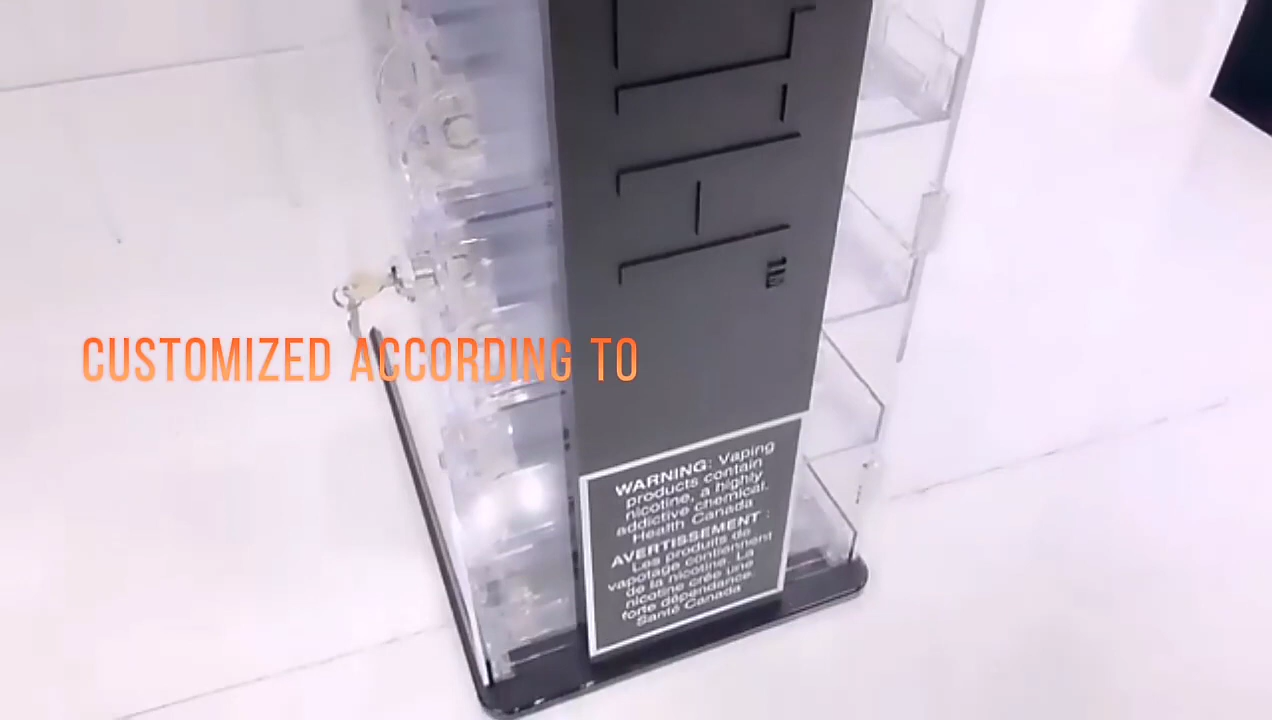 CUSTOMIZED ACCORDING TO
WARNING: Vaping
products contain
nicotine, a highly
addictive chemical.
Health Canada
AVERTISSEMENT :
Les produits de
vapotage contiennent
de la nicotine. La
nicotine crée une
forte dépendance.
Santé Canada